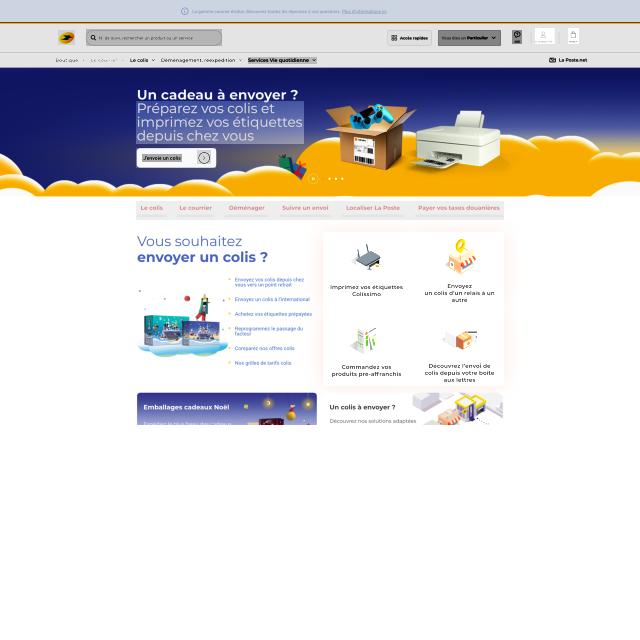 La gamme courrier évolue, découvrez toutes les réponses à vos questions. Plus d'informations ici
N° de suivi, rechercher un produit ou un service
Accès rapides
Vous êtes un Particulier
Le colis
Déménagement, réexpédition
Services Vie quotidienne
La Poste.net
Un cadeau à envoyer ?
Préparez vos colis et
imprimez vos étiquettes
depuis chez vous
J'envoie un colis
Le colis
Le courrier
Déménager
Suivre un envoi
Localiser La Poste
Payer vos taxes douanières
Vous souhaitez
envoyer un colis ?
Envoyez vos colis depuis chez
vous vers un point retrait
Envoyez un colis à l'international
Achetez vos étiquettes prépayées
Reprogrammez le passage du
facteur
Comparez nos offres colis
Nos grilles de tarifs colis
Imprimez vos étiquettes
Colissimo
Envoyez
un colis d'un relais à un
autre
Commandez vos
produits pré-affranchis
Découvrez l'envoi de
colis depuis votre boîte
aux lettres
Emballages cadeaux Noël
Un colis à envoyer ?
Découvrez nos solutions adaptées